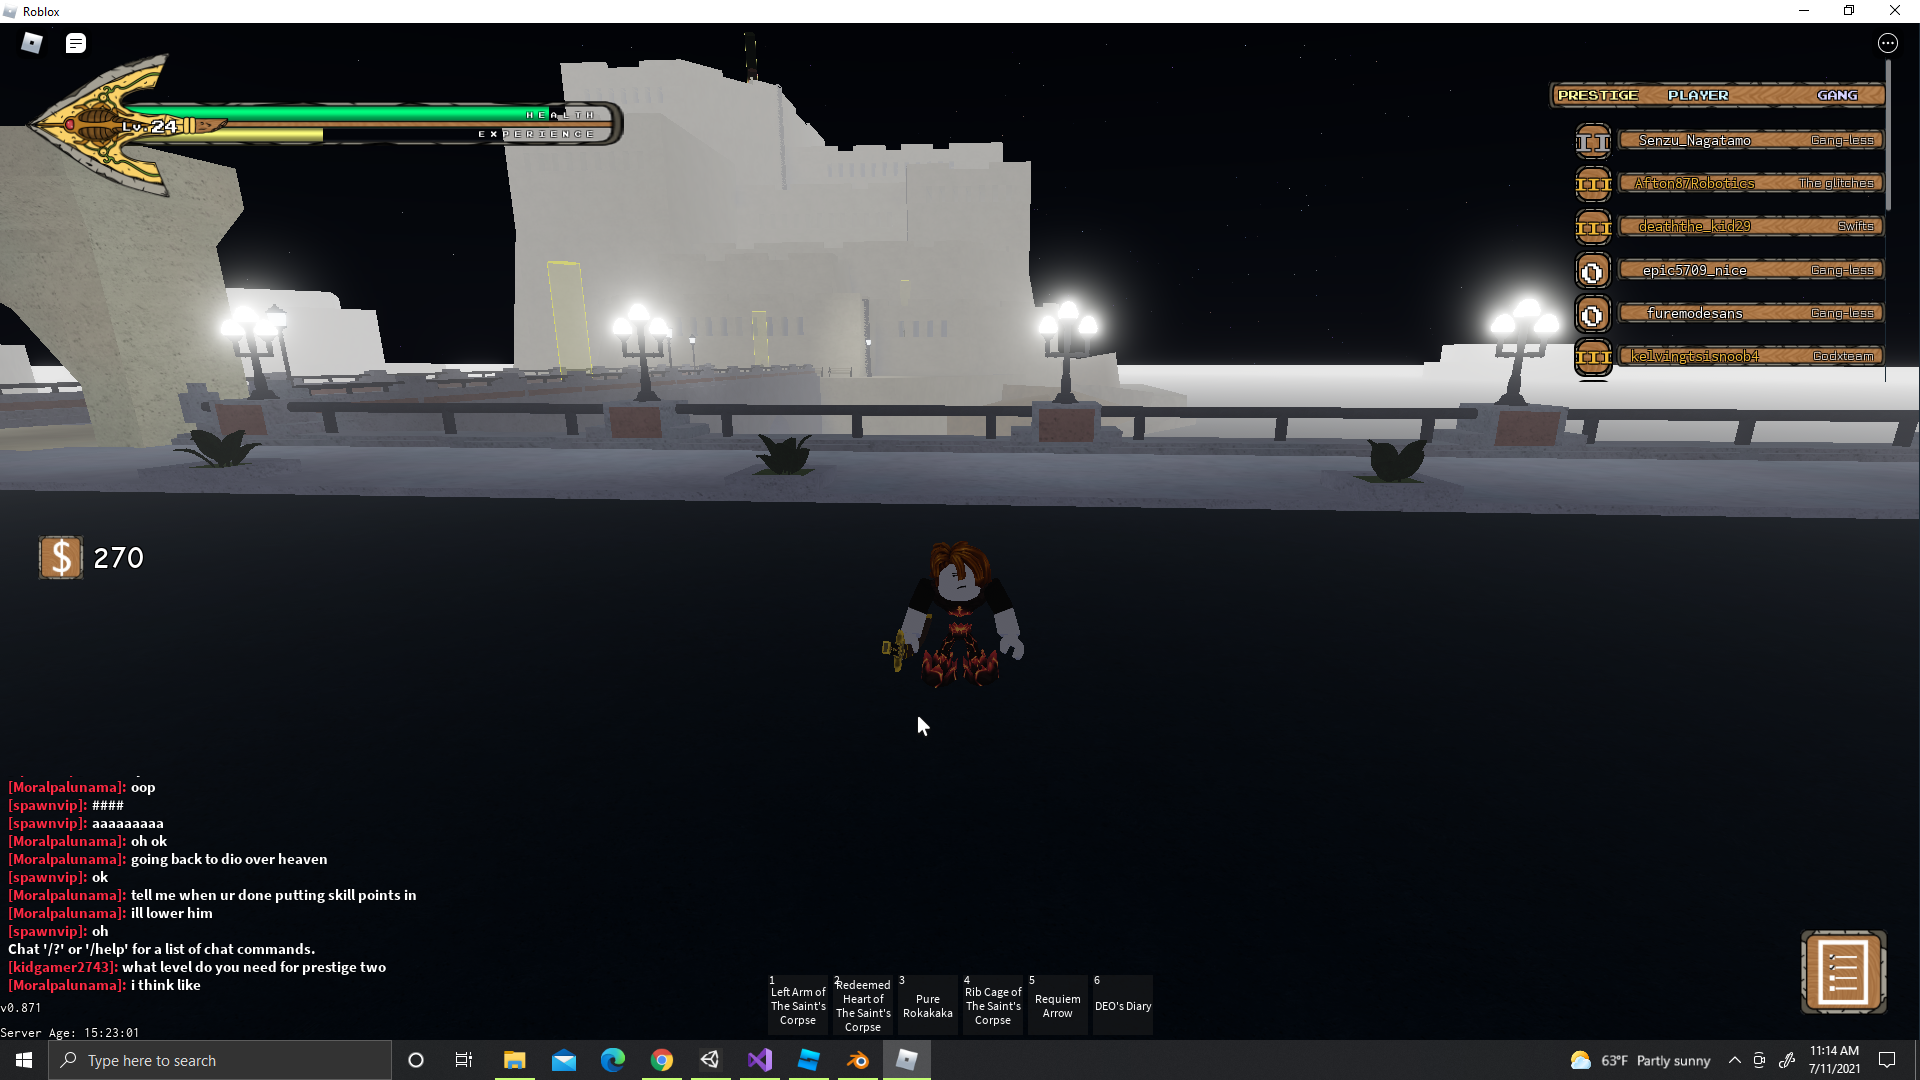 Roblox
HEALTH
Lv.24
EXPERIENCE
PRESTIGE PLAYER GANG
II Senzu_Nagatamo Gang-less
III Afton87Robotics The glitches
III deaththe_kid29 Swifts
epic5709_nice Gang-less
furemodesans Gang-less
III kelvingtsisnoob4 Godxteam
$ 270
[Moralpalunama]: oop
[spawnvip]: ####
[spawnvip]: aaaaaaaaa
[Moralpalunama]: oh ok
[Moralpalunama]: going back to dio over heaven
[spawnvip]: ok
[Moralpalunama]: tell me when ur done putting skill points in
[Moralpalunama]: ill lower him
[spawnvip]: oh
Chat '/?' or '/help' for a list of chat commands.
[kidgamer2743]: what level do you need for prestige two
[Moralpalunama]: i think like
v0.871
Server Age: 15:23:01
1
Left Arm of
The Saint's
Corpse
2
Redeemed
Heart of
The Saint's
Corpse
3
Pure
Rokakaka
4
Rib Cage of
The Saint's
Corpse
5
Requiem
Arrow
6
DEO's Diary
Type here to search
63°F Partly sunny
11:14 AM
7/11/2021